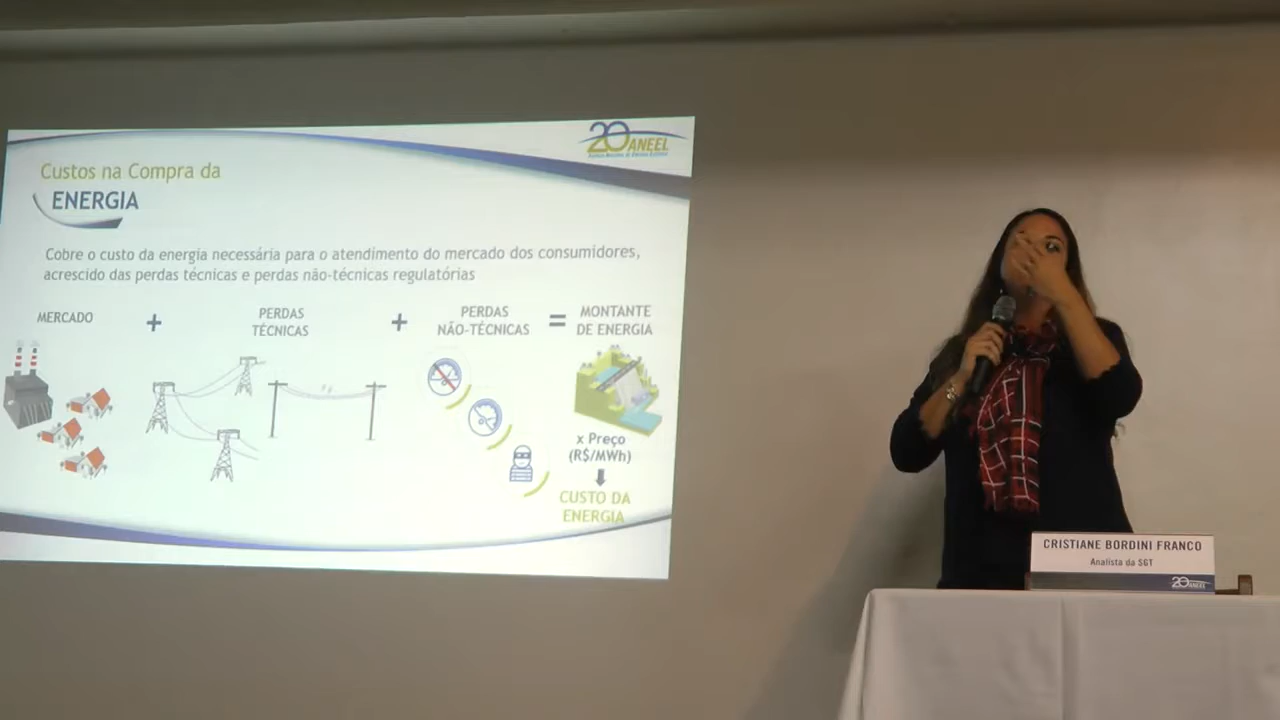 20 ANEEL
Custos na Compra da
ENERGIA
Cobre o custo da energia necessária para o atendimento do mercado dos consumidores,
acrescido das perdas técnicas e perdas não-técnicas regulatórias
MERCADO
+
PERDAS
TÉCNICAS
+
PERDAS
NÃO-TÉCNICAS
=
MONTANTE
DE ENERGIA
x Preço
(R$/MWh)
CUSTO DA
ENERGIA
CRISTIANE BORDINI FRANCO
Analista da SGT
20 ANEEL